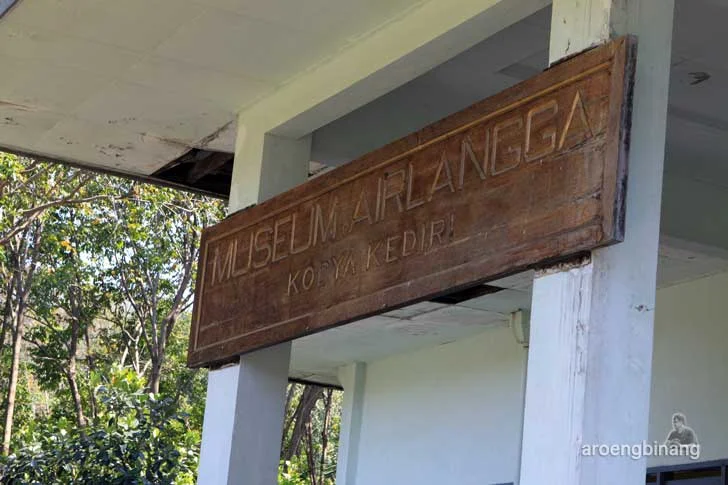 MUSEUM AIRLANGGA
KODYA KEDIRI
aroengbinang